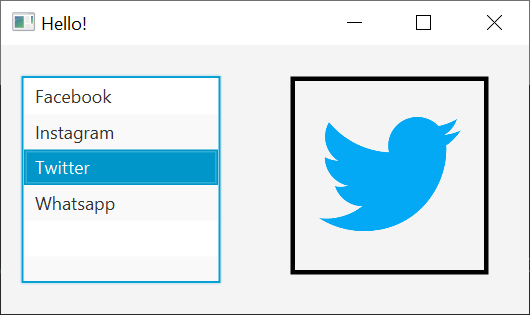 Hello!
Facebook
Instagram
Twitter
Whatsapp